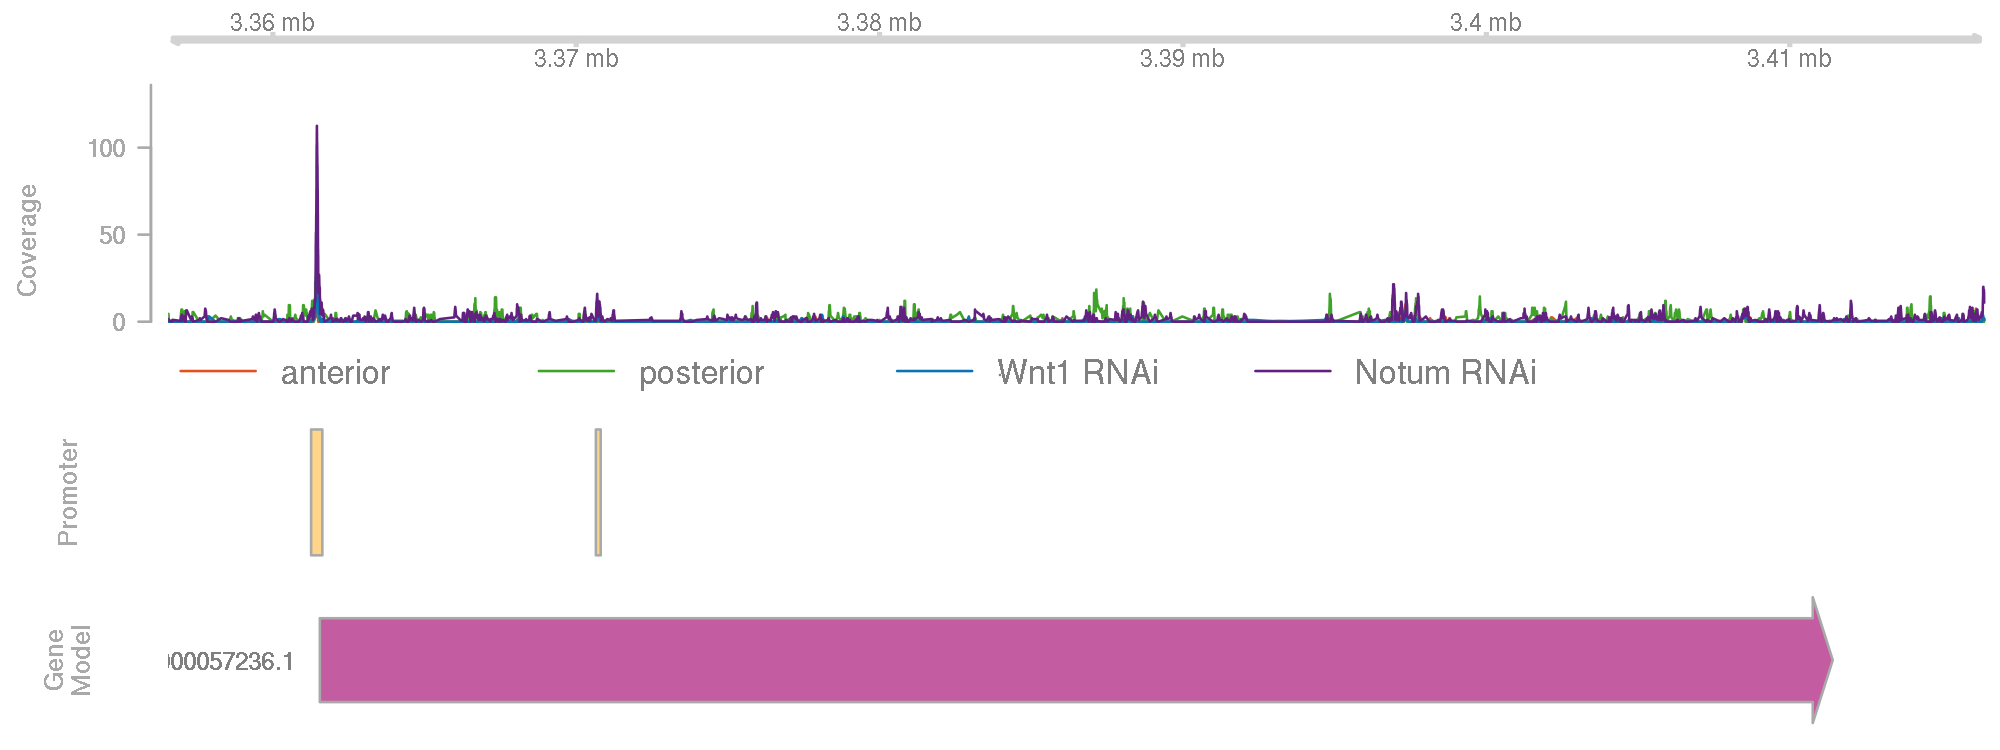 3.36 mb 3.38 mb 3.4 mb
3.37 mb 3.39 mb 3.41 mb
Coverage
100
50
0
anterior posterior Wnt1 RNAi Notum RNAi
Promoter
Gene
Model
000057236.1